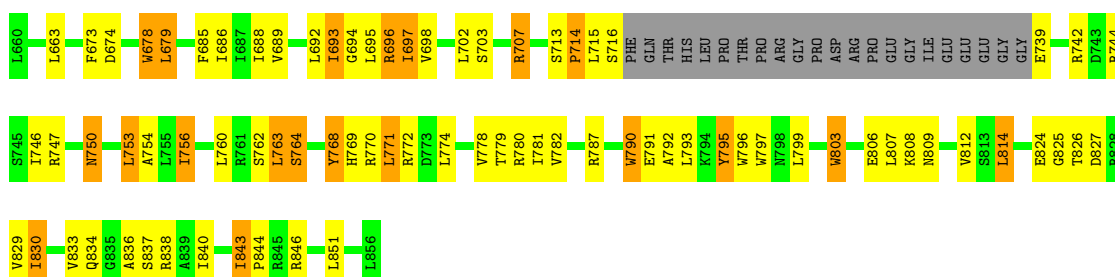 L660 L663 F673 D674 W678 L679 F685 I686 I687 I688 V689 L692 I693 G694 L695 R696 I697 V698 L702 S703 R707 S713 P714 L715 S716 PHE GLN THR HIS LEU PRO THR PRO ARG GLY PRO ASP ARG PRO GLU GLY ILE GLU GLU GLU GLY GLY E739 R742 D743
S745 I746 R747 N750 L753 A754 L755 I756 L760 R761 S762 L763 S764 Y768 H769 R770 L771 R772 D773 L774 V778 T779 R780 I781 V782 R787 W790 E791 A792 L793 K794 Y795 W796 W797 N798 L799 W803 E806 L807 K808 N809 V812 S813 L814 E824 G825 T826 D827
V829 I830 V833 Q834 G835 A836 S837 R838 A839 I840 I843 P844 R845 R846 L851 L856